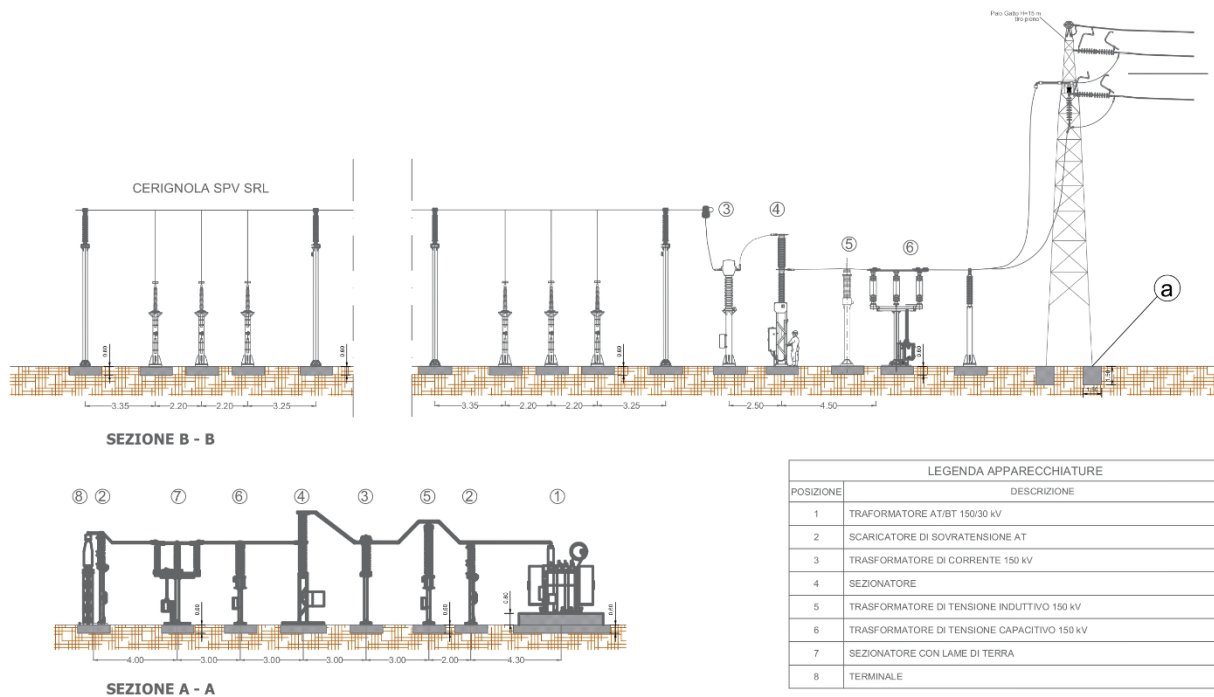 Palo Gatto H=15 m
tiro pieno
CERIGNOLA SPV SRL
3
4
5
6
a
0.60
0.60
0.60
0.60
3.35
2.20
2.20
3.25
3.35
2.20
2.20
3.25
2.50
4.50
SEZIONE B - B
8
2
7
6
4
3
5
2
1
0.60
0.60
0.80
0.60
4.00
3.00
3.00
3.00
3.00
2.00
4.30
SEZIONE A - A
LEGENDA APPARECCHIATURE
POSIZIONE DESCRIZIONE
1 TRAFORMATORE AT/BT 150/30 kV
2 SCARICATORE DI SOVRATENSIONE AT
3 TRASFORMATORE DI CORRENTE 150 kV
4 SEZIONATORE
5 TRASFORMATORE DI TENSIONE INDUTTIVO 150 kV
6 TRASFORMATORE DI TENSIONE CAPACITIVO 150 kV
7 SEZIONATORE CON LAME DI TERRA
8 TERMINALE